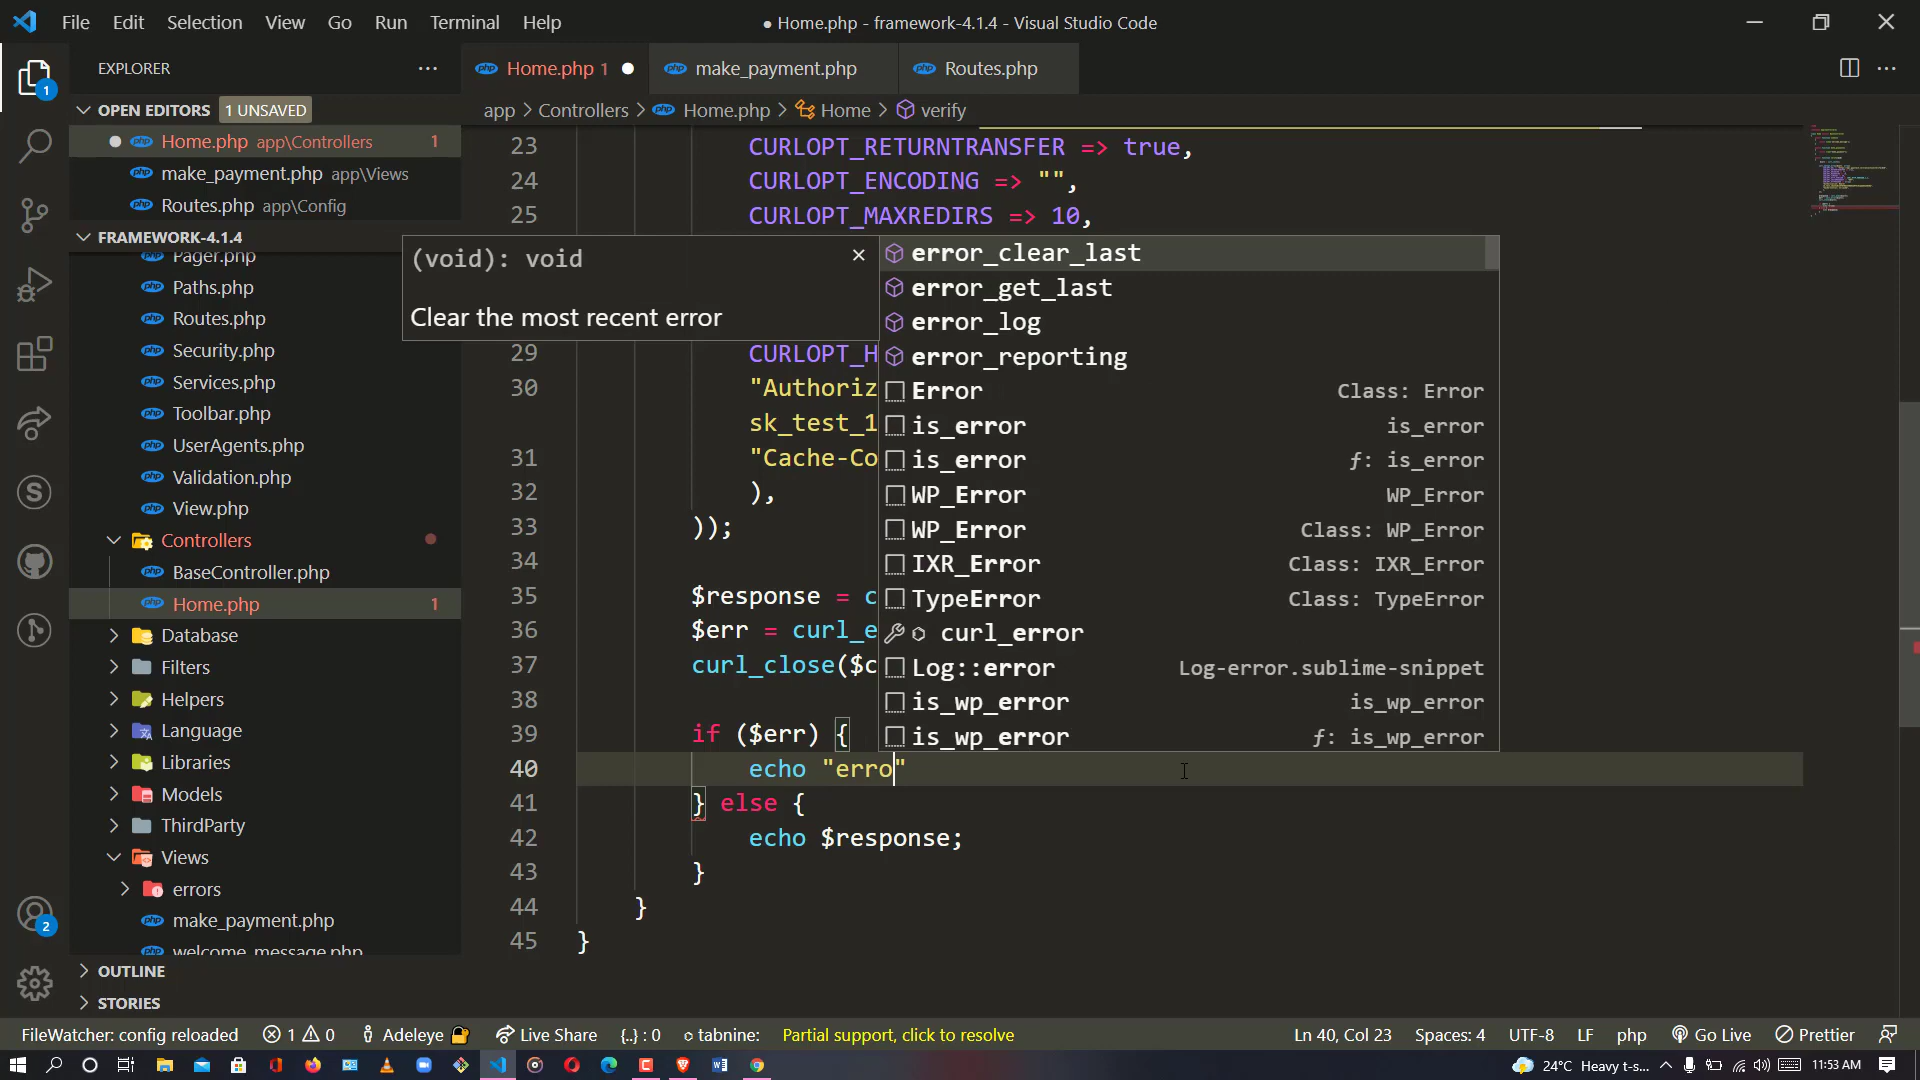 File Edit Selection View Go Run Terminal Help
● Home.php - framework-4.1.4 - Visual Studio Code
EXPLORER
OPEN EDITORS 1 UNSAVED
Home.php app\Controllers 1
make_payment.php app\Views
Routes.php app\Config
FRAMEWORK-4.1.4
Pager.php
Paths.php
Routes.php
Security.php
Services.php
Toolbar.php
UserAgents.php
Validation.php
View.php
Controllers
BaseController.php
Home.php 1
Database
Filters
Helpers
Language
Libraries
Models
ThirdParty
Views
errors
make_payment.php
welcome_message.php
OUTLINE
STORIES
1
2
php Home.php 1
php make_payment.php
php Routes.php
app > Controllers > Home.php > Home > verify
23 CURLOPT_RETURNTRANSFER => true,
24 CURLOPT_ENCODING => "",
25 CURLOPT_MAXREDIRS => 10,
(void): void
Clear the most recent error
29 CURLOPT_H
30 "Authoriz
sk_test_1
31 "Cache-Co
32 ),
33 ));
34
35 $response = c
36 $err = curl_e
37 curl_close($c
38
39 if ($err) {
40 echo "erro"
41 } else {
42 echo $response;
43 }
44 }
45 }
error_clear_last
error_get_last
error_log
error_reporting
Error Class: Error
is_error is_error
is_error ƒ: is_error
WP_Error WP_Error
WP_Error Class: WP_Error
IXR_Error Class: IXR_Error
TypeError Class: TypeError
curl_error
Log::error Log-error.sublime-snippet
is_wp_error is_wp_error
is_wp_error ƒ: is_wp_error
FileWatcher: config reloaded 1 0 Adeleye Live Share {..} : 0 tabnine: Partial support, click to resolve Ln 40, Col 23 Spaces: 4 UTF-8 LF php Go Live Prettier
24°C Heavy t-s... 11:53 AM